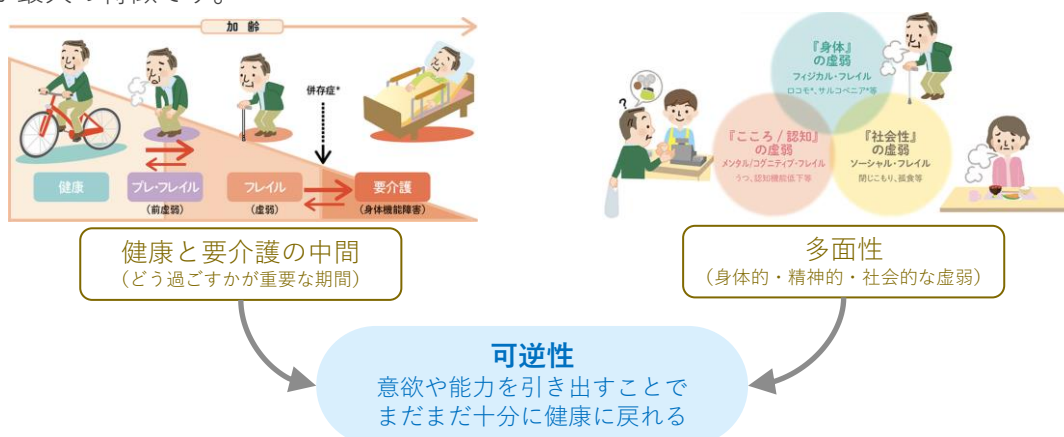 最大の特徴です。
加 齢
併存症*
健康
プレ・フレイル
(前虚弱)
フレイル
(虚弱)
要介護
(身体機能障害)
『身体』
の虚弱
フィジカル・フレイル
ロコモ*、サルコペニア*等
?
『こころ / 認知』
の虚弱
メンタル/コグニティブ・フレイル
うつ、認知機能低下等
『社会性』
の虚弱
ソーシャル・フレイル
閉じこもり、孤食等
健康と要介護の中間
(どう過ごすかが重要な期間)
多面性
(身体的・精神的・社会的な虚弱)
可逆性
意欲や能力を引き出すことで
まだまだ十分に健康に戻れる